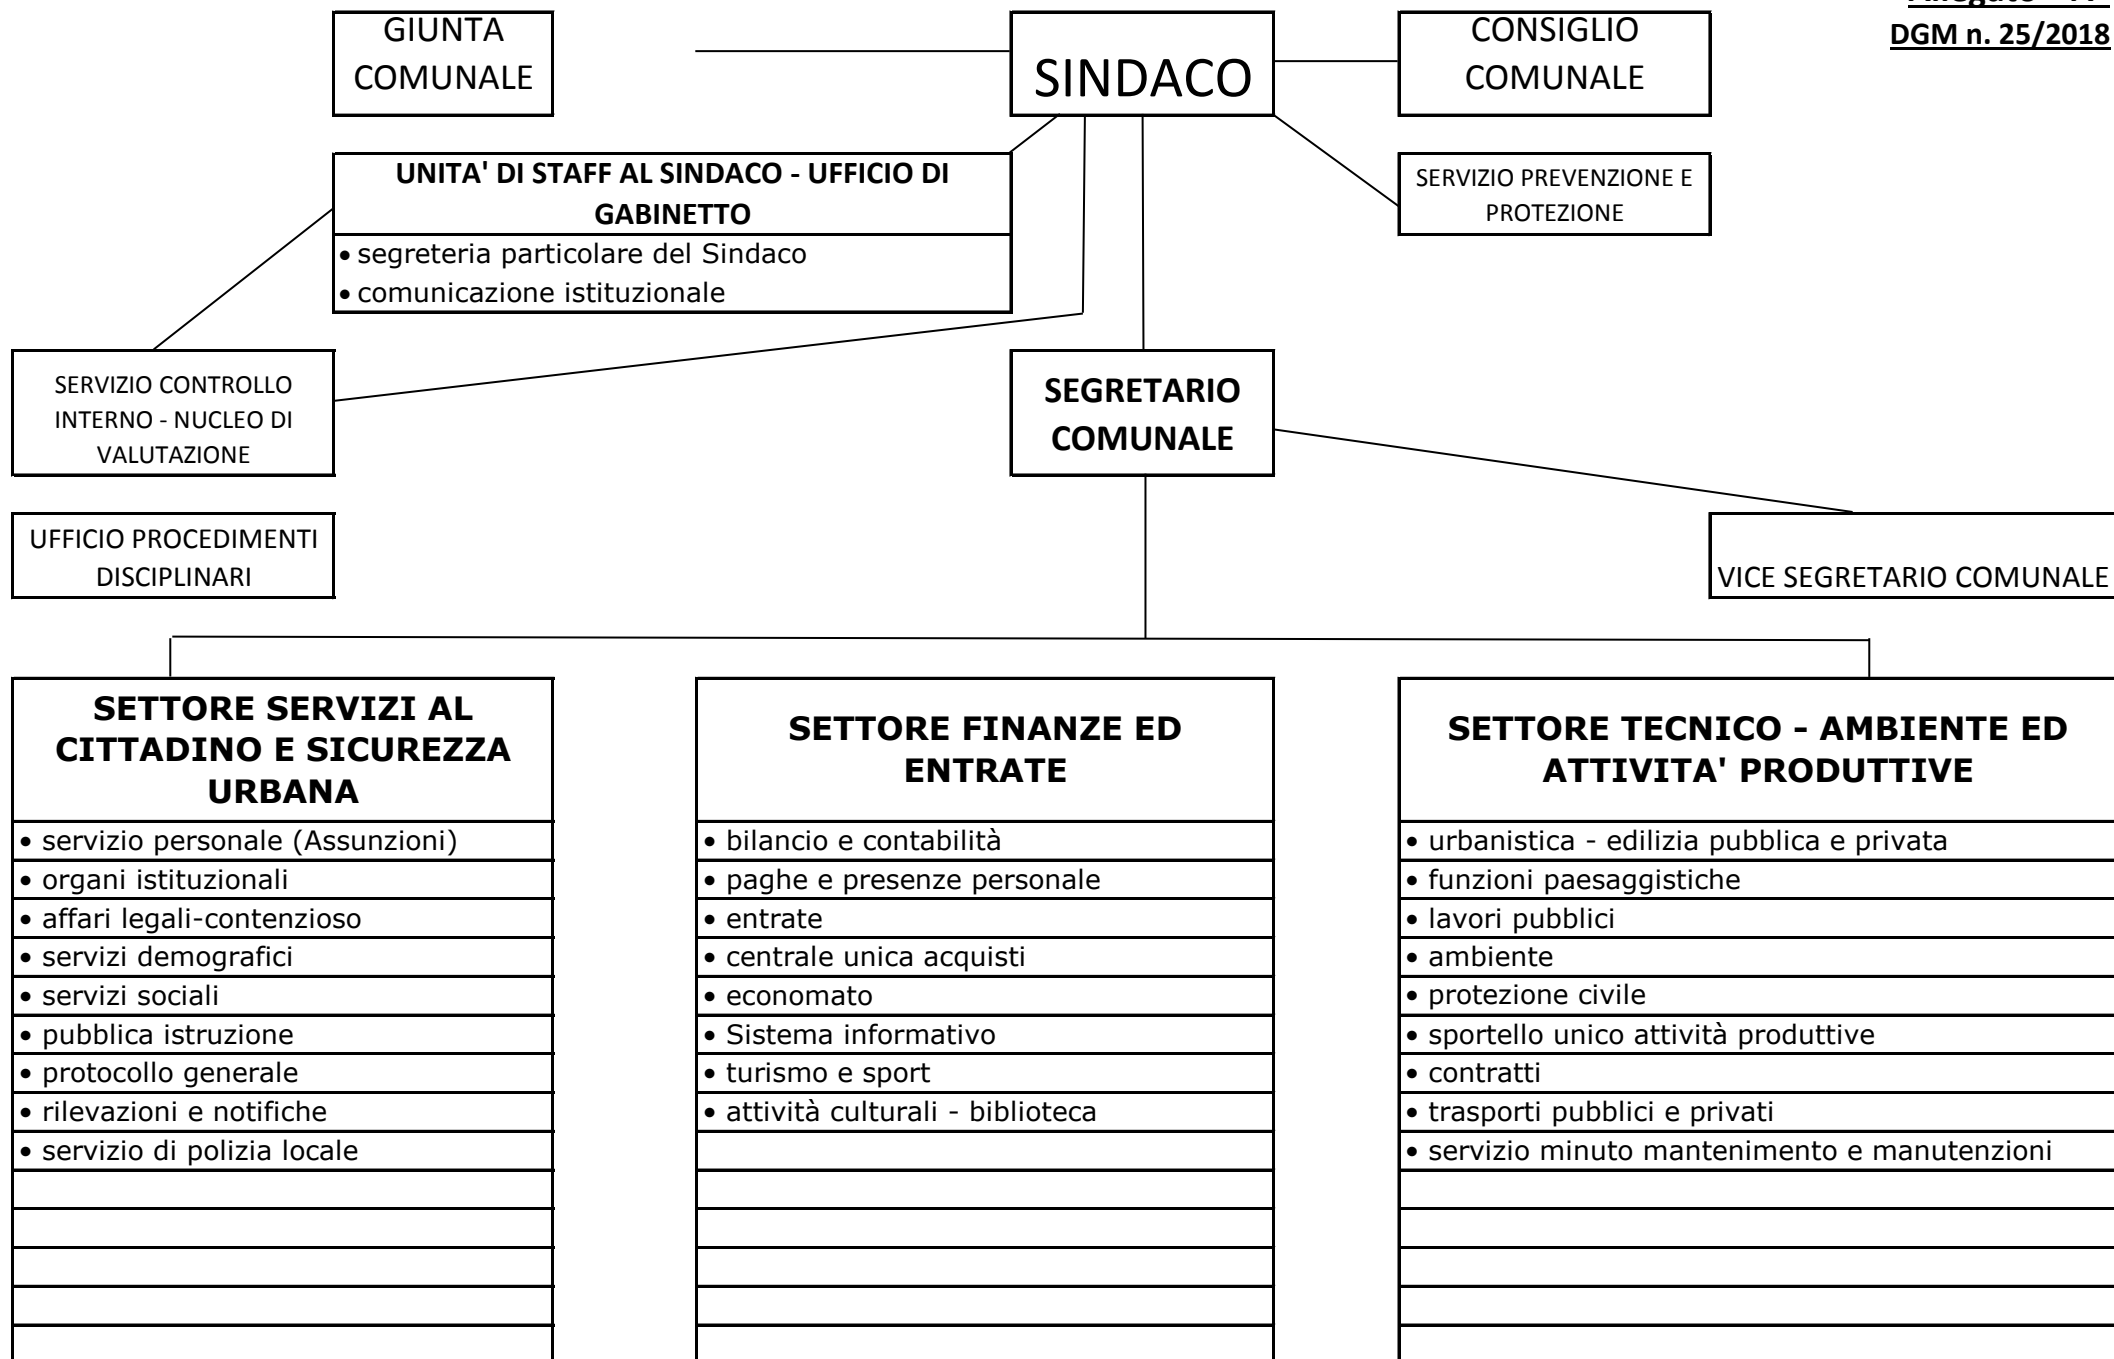 DGM n. 25/2018
GIUNTA
COMUNALE
SINDACO
CONSIGLIO
COMUNALE
UNITA' DI STAFF AL SINDACO - UFFICIO DI
GABINETTO
• segreteria particolare del Sindaco
• comunicazione istituzionale
SERVIZIO PREVENZIONE E
PROTEZIONE
SERVIZIO CONTROLLO
INTERNO - NUCLEO DI
VALUTAZIONE
SEGRETARIO
COMUNALE
UFFICIO PROCEDIMENTI
DISCIPLINARI
VICE SEGRETARIO COMUNALE
SETTORE SERVIZI AL
CITTADINO E SICUREZZA
URBANA
• servizio personale (Assunzioni)
• organi istituzionali
• affari legali-contenzioso
• servizi demografici
• servizi sociali
• pubblica istruzione
• protocollo generale
• rilevazioni e notifiche
• servizio di polizia locale
SETTORE FINANZE ED
ENTRATE
• bilancio e contabilità
• paghe e presenze personale
• entrate
• centrale unica acquisti
• economato
• Sistema informativo
• turismo e sport
• attività culturali - biblioteca
SETTORE TECNICO - AMBIENTE ED
ATTIVITA' PRODUTTIVE
• urbanistica - edilizia pubblica e privata
• funzioni paesaggistiche
• lavori pubblici
• ambiente
• protezione civile
• sportello unico attività produttive
• contratti
• trasporti pubblici e privati
• servizio minuto mantenimento e manutenzioni